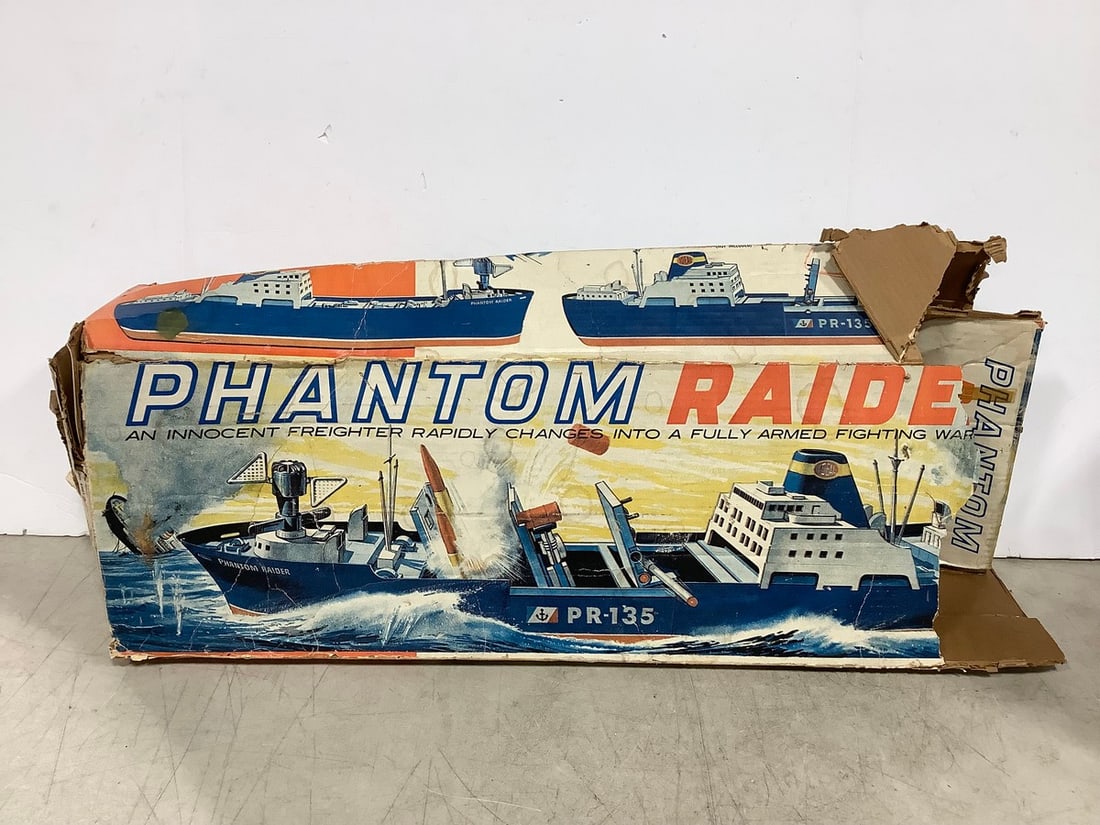 PHANTOM RAIDER
PR-135
PHANTOM RAIDE
AN INNOCENT FREIGHTER RAPIDLY CHANGES INTO A FULLY ARMED FIGHTING WAR
PHANTOM
PHANTOM RAIDER
PR-135